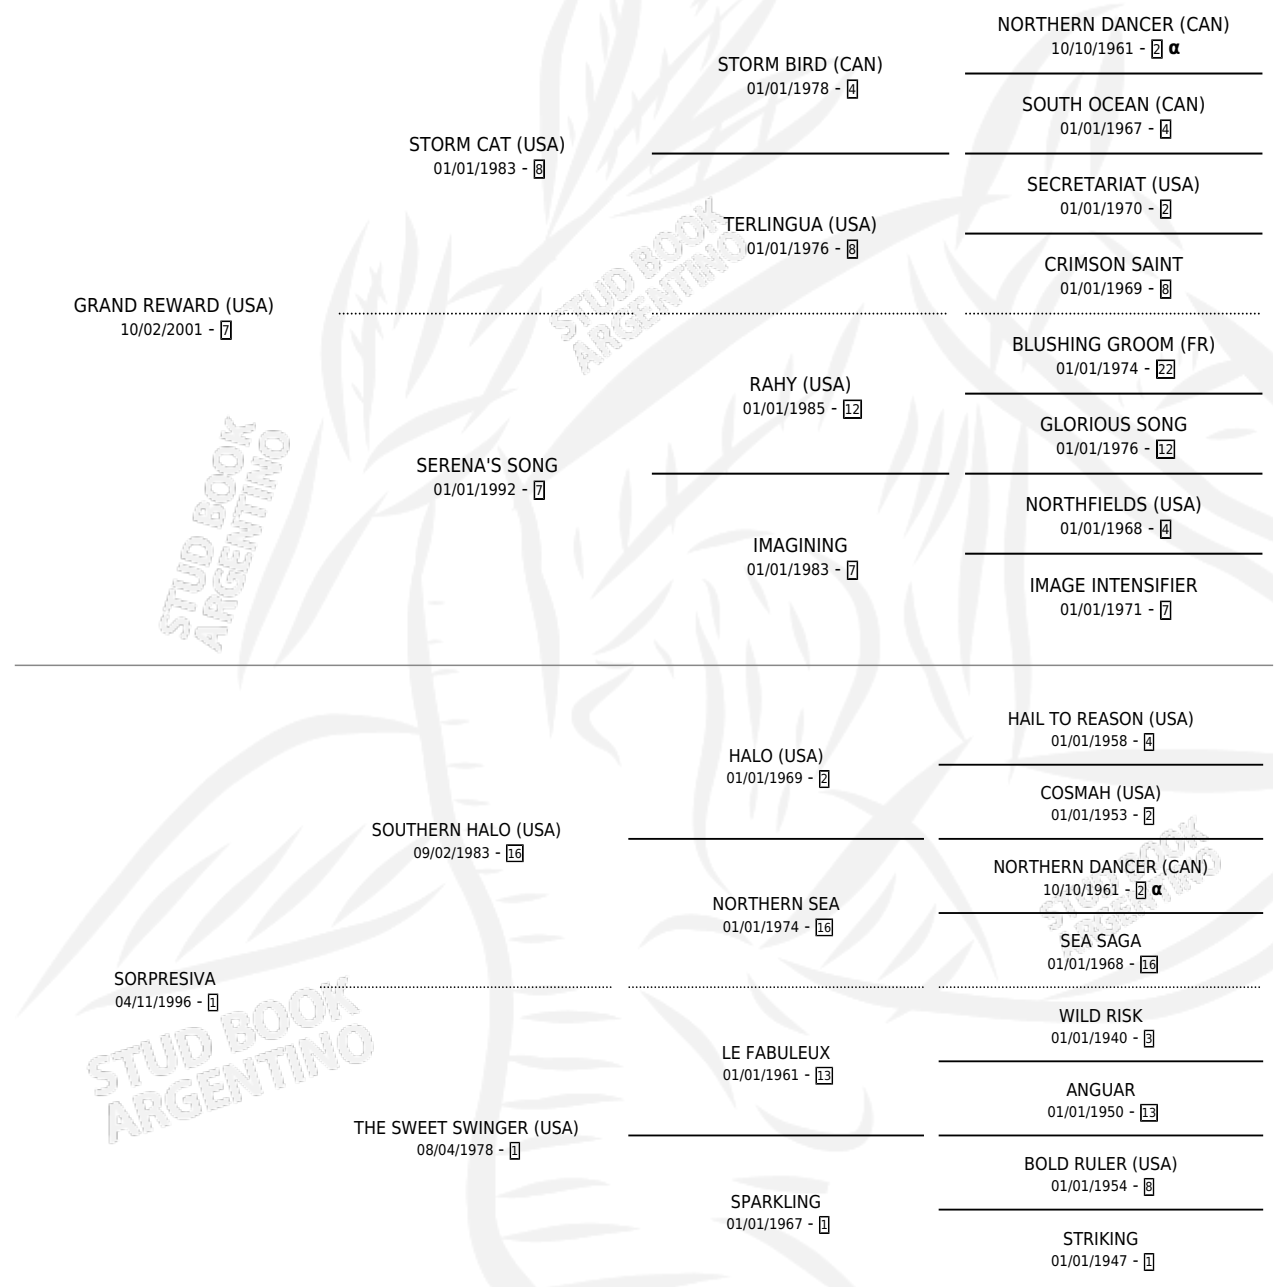 NORTHERN DANCER (CAN)
10/10/1961 - 2 α
STORM BIRD (CAN)
01/01/1978 - 4
SOUTH OCEAN (CAN)
01/01/1967 - 4
STORM CAT (USA)
01/01/1983 - 8
SECRETARIAT (USA)
01/01/1970 - 2
TERLINGUA (USA)
01/01/1976 - 8
CRIMSON SAINT
01/01/1969 - 8
GRAND REWARD (USA)
10/02/2001 - 7
BLUSHING GROOM (FR)
01/01/1974 - 22
RAHY (USA)
01/01/1985 - 12
GLORIOUS SONG
01/01/1976 - 12
SERENA'S SONG
01/01/1992 - 7
NORTHFIELDS (USA)
01/01/1968 - 4
IMAGINING
01/01/1983 - 7
IMAGE INTENSIFIER
01/01/1971 - 7
STUD BOOK
ARGENTINO
STUD BOOK
ARGENTINO
HAIL TO REASON (USA)
01/01/1958 - 4
HALO (USA)
01/01/1969 - 2
COSMAH (USA)
01/01/1953 - 2
SOUTHERN HALO (USA)
09/02/1983 - 16
NORTHERN DANCER (CAN)
10/10/1961 - 2 α
NORTHERN SEA
01/01/1974 - 16
SEA SAGA
01/01/1968 - 16
SORPRESIVA
04/11/1996 - 1
WILD RISK
01/01/1940 - 3
LE FABULEUX
01/01/1961 - 13
ANGUAR
01/01/1950 - 13
THE SWEET SWINGER (USA)
08/04/1978 - 1
BOLD RULER (USA)
01/01/1954 - 8
SPARKLING
01/01/1967 - 1
STRIKING
01/01/1947 - 1
STUD BOOK
ARGENTINO
STUD BOOK
ARGENTINO